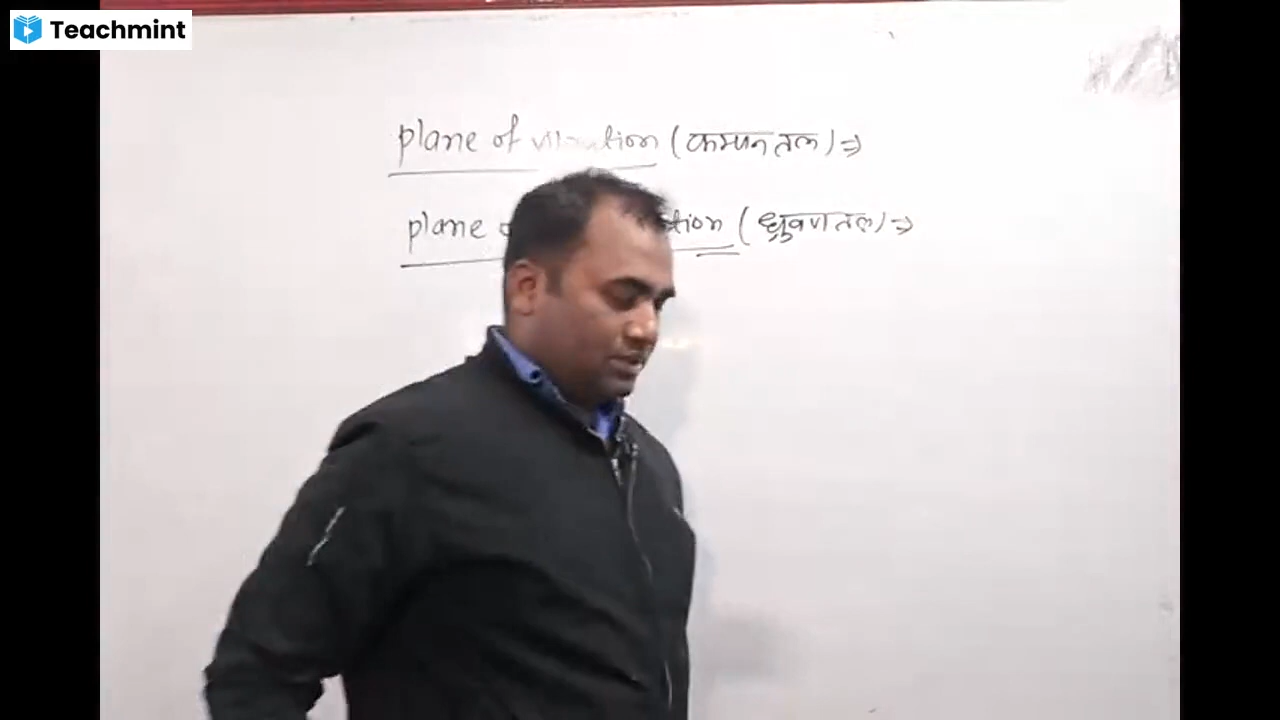 Teachmint
plane of vibration (कम्पन तल) ⇒
plane (ध्रुवण तल) ⇒